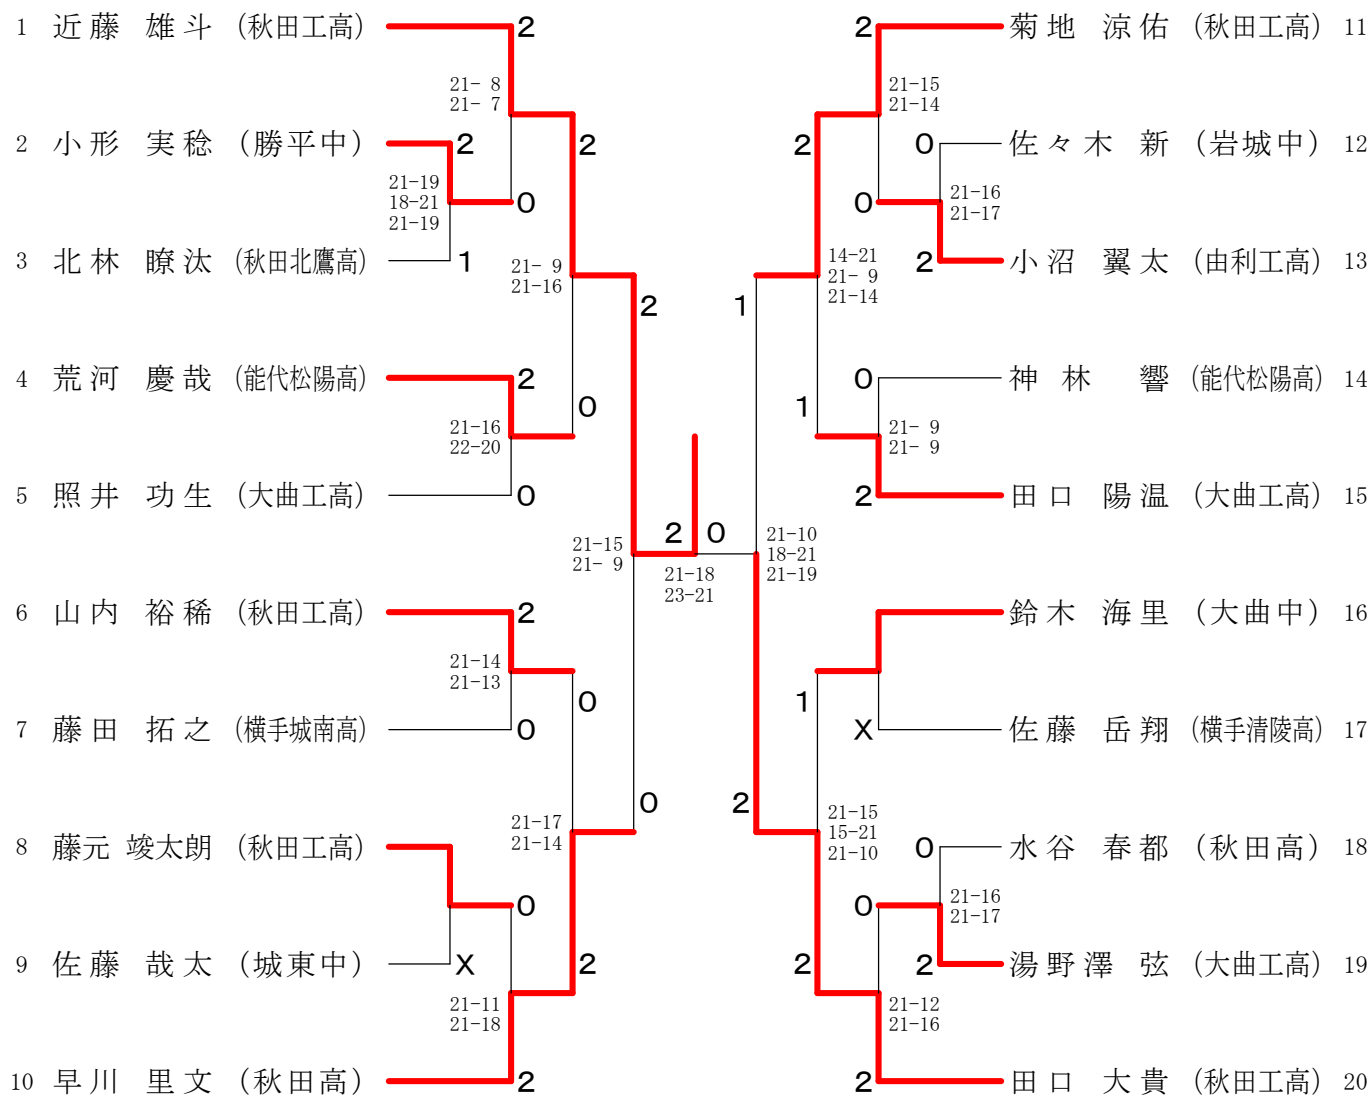 1 近藤 雄斗 (秋田工高) 2
21- 8
21- 7
2 小形 実稔 (勝平中) 2
2
21-19
18-21
21-19
0
3 北林 瞭汰 (秋田北鷹高) 1
21- 9
21-16
2
4 荒河 慶哉 (能代松陽高) 2
0
21-16
22-20
5 照井 功生 (大曲工高) 0
21-15
21- 9
2 0
21-18
23-21
6 山内 裕稀 (秋田工高) 2
21-14
21-13
0
7 藤田 拓之 (横手城南高) 0
0
21-17
21-14
8 藤元 竣太朗 (秋田工高)
0
9 佐藤 哉太 (城東中) X
2
21-11
21-18
10 早川 里文 (秋田高) 2
2 菊地 涼佑 (秋田工高) 11
21-15
21-14
2
0 佐々木 新 (岩城中) 12
21-16
21-17
0
2 小沼 翼太 (由利工高) 13
14-21
21- 9
21-14
1
0 神林 響 (能代松陽高) 14
1
21- 9
21- 9
2 田口 陽温 (大曲工高) 15
21-10
18-21
21-19
鈴木 海里 (大曲中) 16
1
X 佐藤 岳翔 (横手清陵高) 17
2
21-15
15-21
21-10
0 水谷 春都 (秋田高) 18
21-16
21-17
0
2
2 湯野澤 弦 (大曲工高) 19
21-12
21-16
2 田口 大貴 (秋田工高) 20